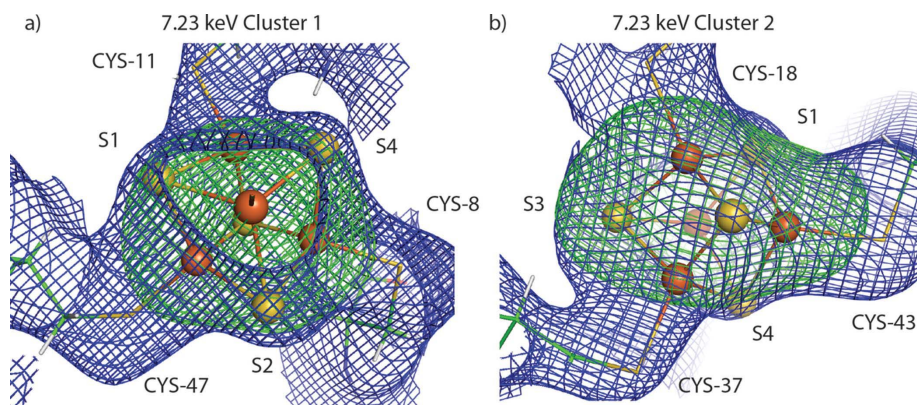 a) 7.23 keV Cluster 1
CYS-11
S1
S4
CYS-8
S2
CYS-47
b) 7.23 keV Cluster 2
CYS-18
S1
S3
S4
CYS-43
CYS-37